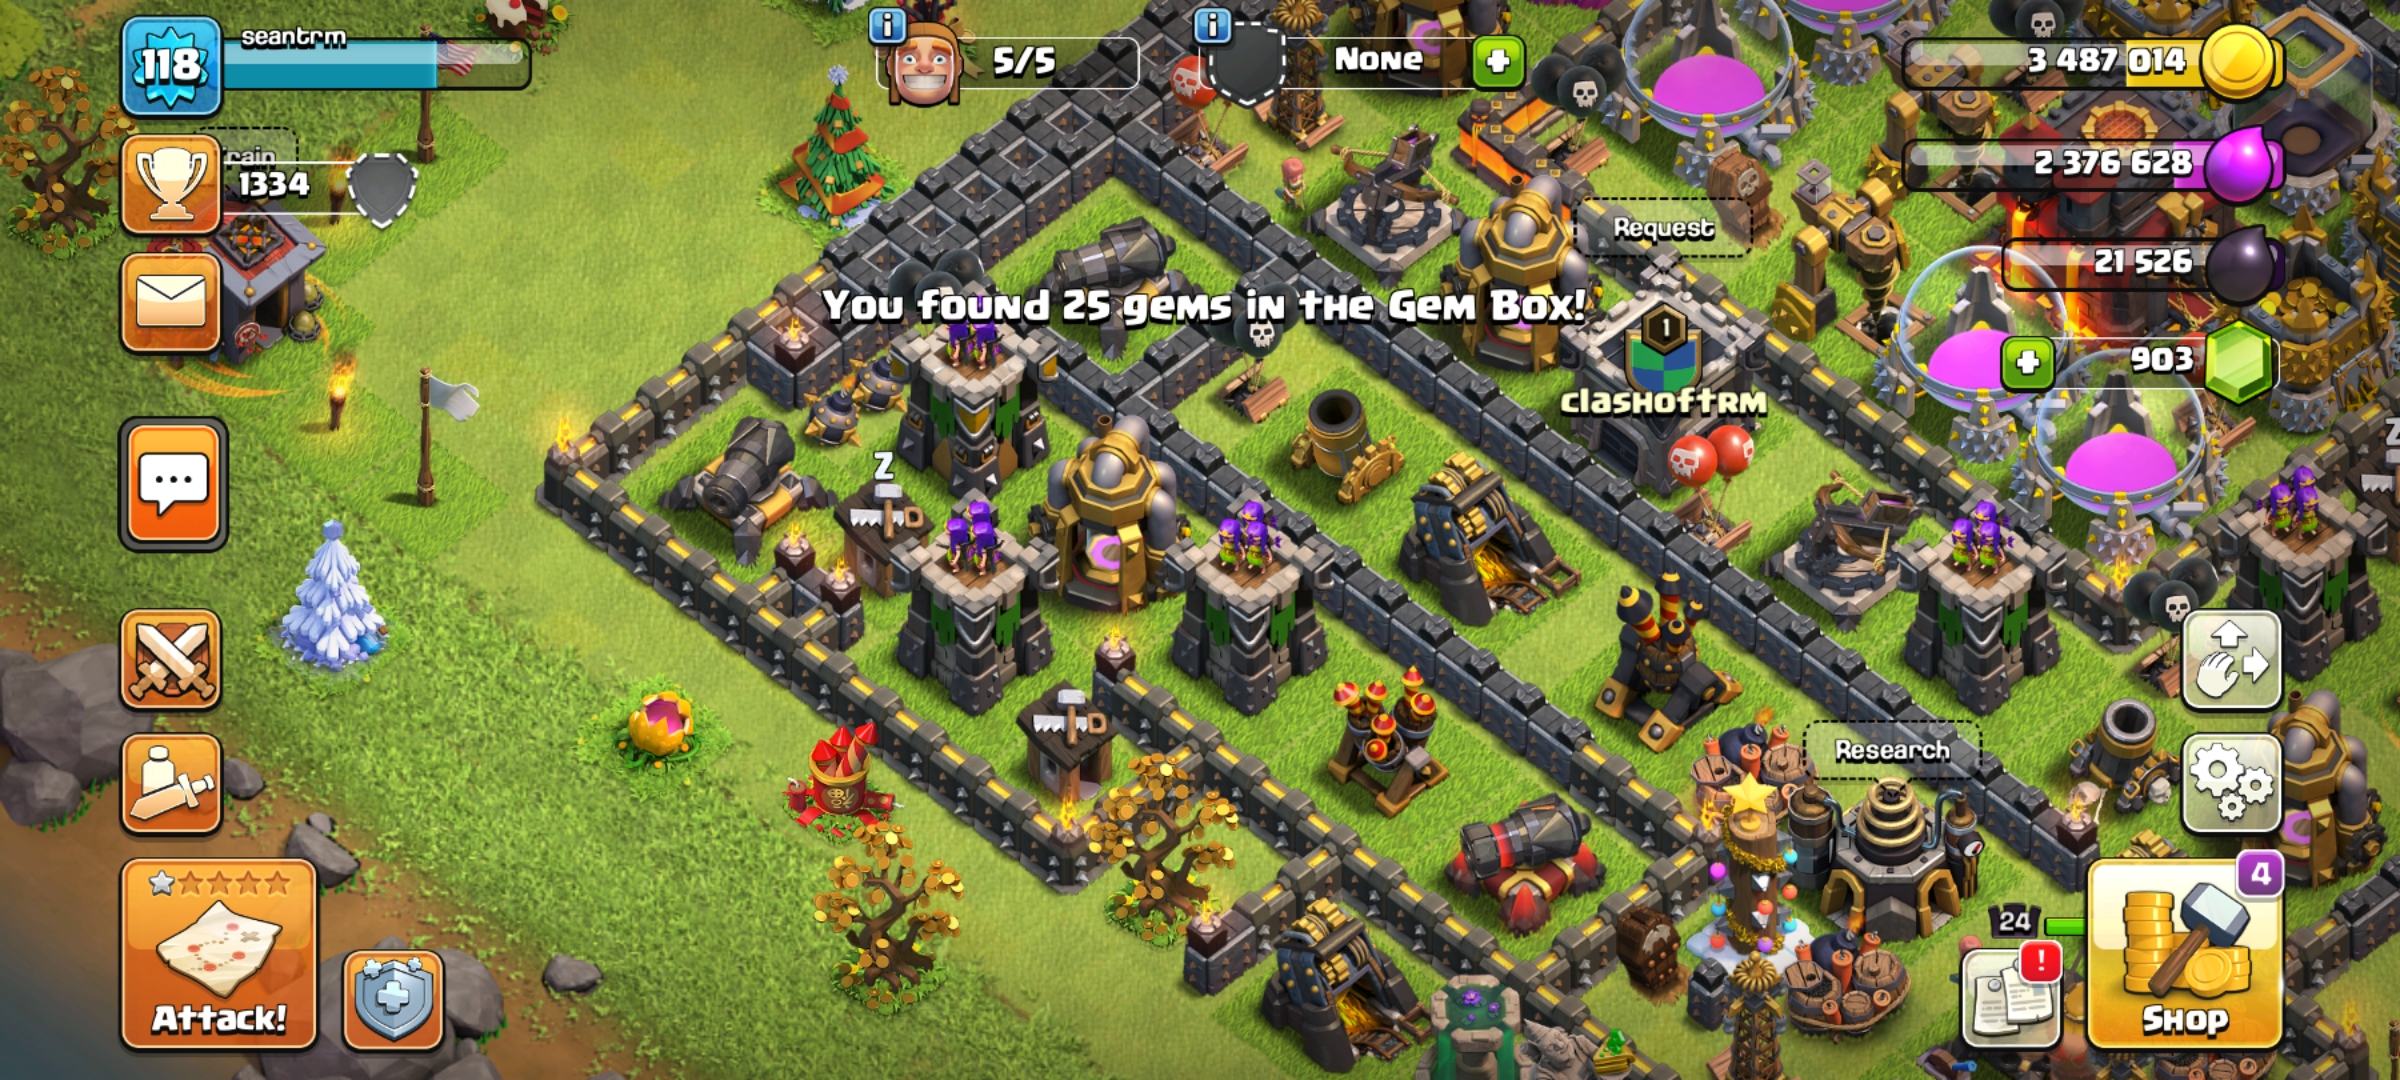 118
seantrm
5/5
None
3 487 014
rain
1334
2 376 628
Request
21 526
You found 25 gems in the Gem Box!
1
903
clashoftrm
Z
Research
4
24
!
Attack!
Shop